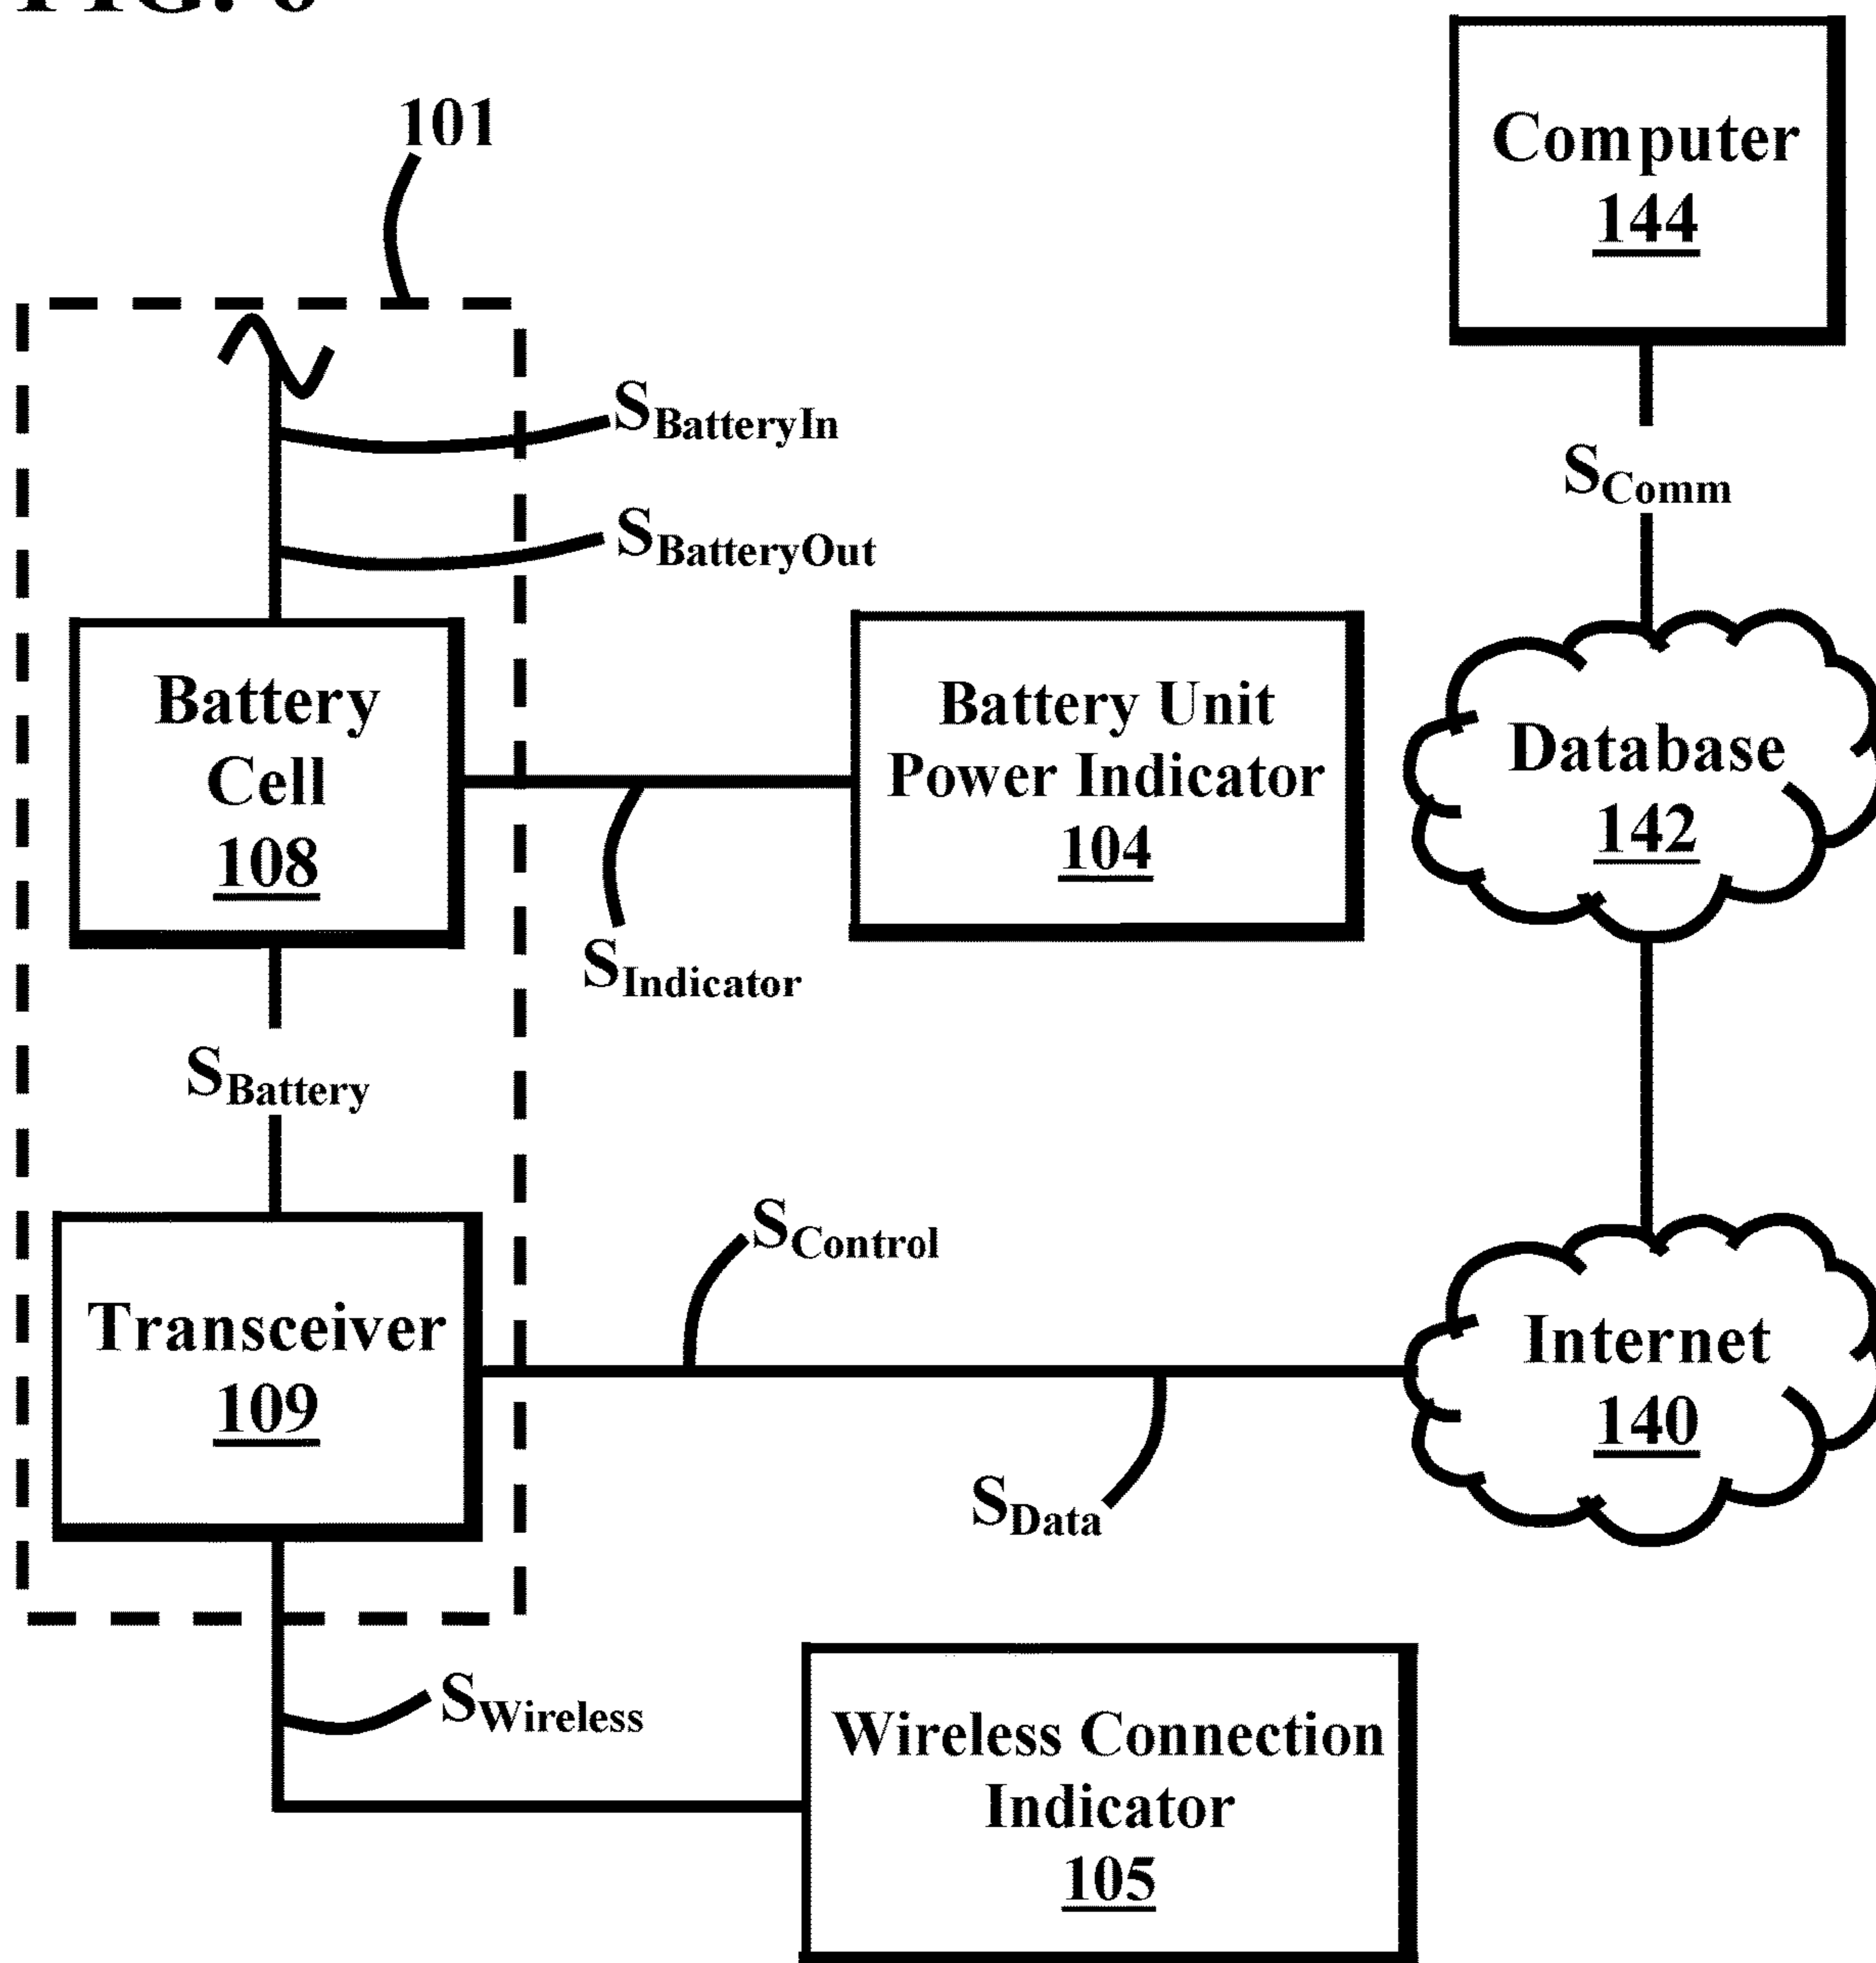 101
Computer
144
SBatteryIn
SComm
SBatteryOut
Battery
Cell
108
Battery Unit
Power Indicator
104
Database
142
SIndicator
SBattery
SControl
Transceiver
109
Internet
140
SData
SWireless
Wireless Connection
Indicator
105